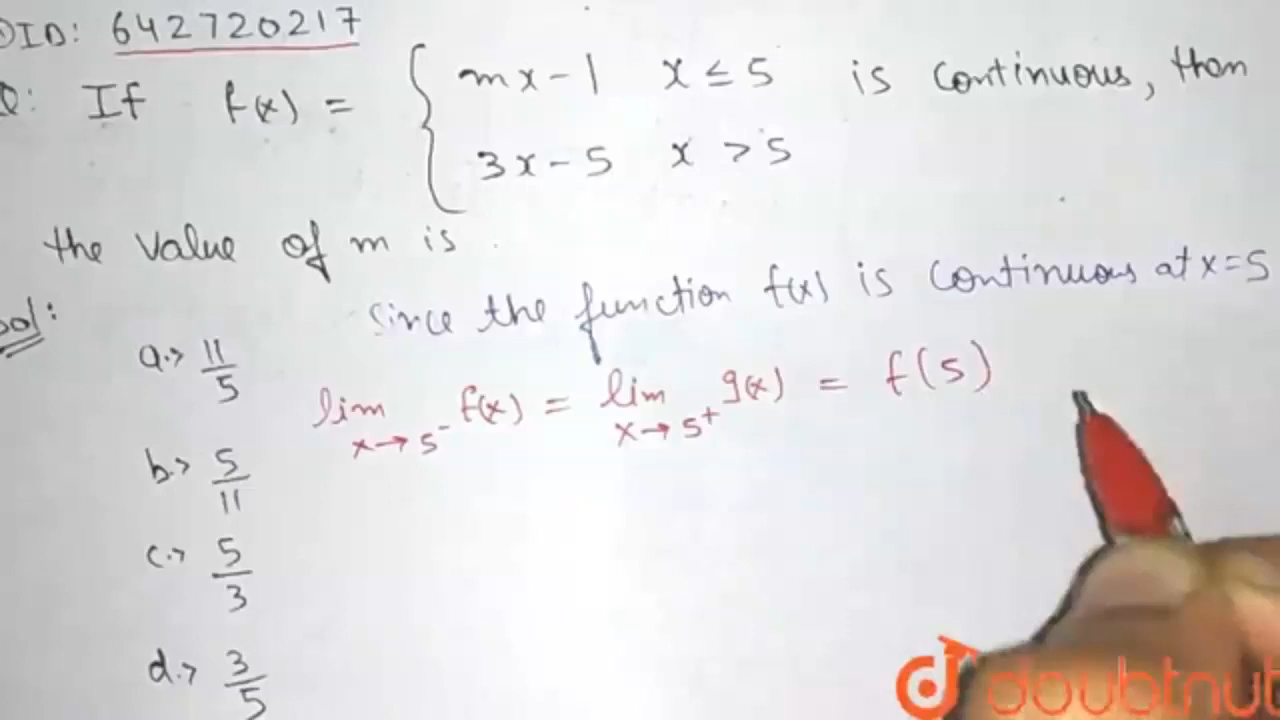 ID: 642720217
Q: If f(x) = { mx-1 x ≤ 5 is continuous, then
3x-5 x > 5
the value of m is.
Sol:
since the function f(x) is continuous at x=5
a.> 11/5
lim x→5⁻ f(x) = lim x→5⁺ g(x) = f(5)
b.> 5/11
c.> 5/3
d.> 3/5
doubtnut